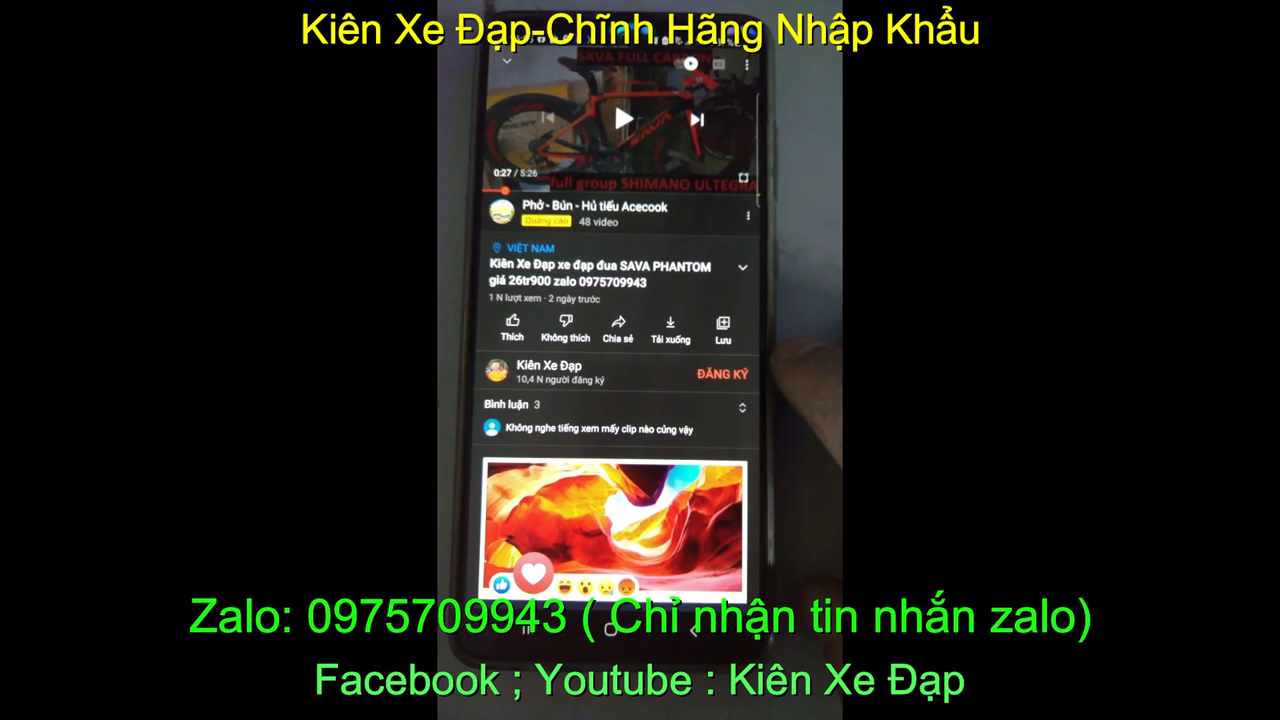 Kiên Xe Đạp-Chĩnh Hãng Nhập Khẩu
SAVA FULL CARBON
0:27 / 5:26
full group SHIMANO ULTEGRA
Phở - Bún - Hủ tiếu Acecook
Quảng cáo 48 video
VIỆT NAM
Kiên Xe Đạp xe đạp đua SAVA PHANTOM
giá 26tr900 zalo 0975709943
1 N lượt xem · 2 ngày trước
Thích Không thích Chia sẻ Tải xuống Lưu
Kiên Xe Đạp
10,4 N người đăng ký
ĐĂNG KÝ
Bình luận 3
Không nghe tiếng xem mấy clip nào củng vậy
Zalo: 0975709943 ( Chỉ nhận tin nhắn zalo)
Facebook ; Youtube : Kiên Xe Đạp